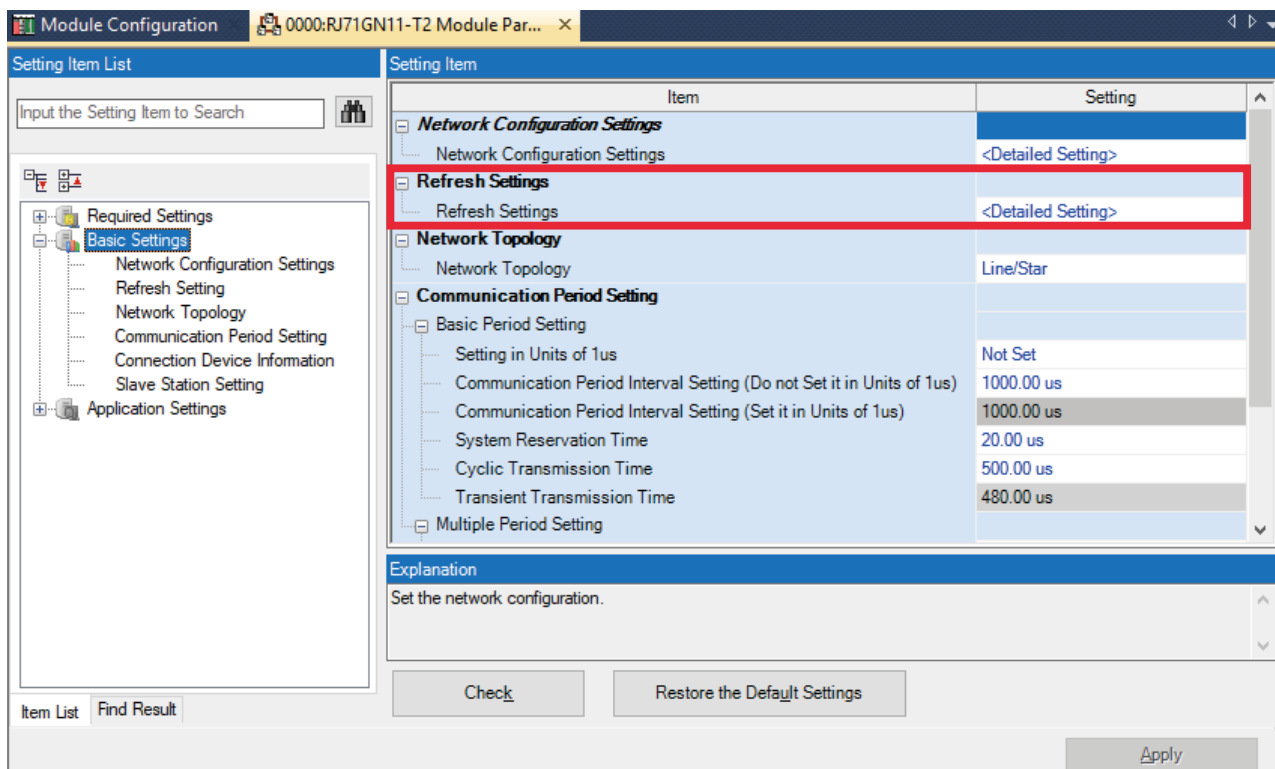 Module Configuration
0000:RJ71GN11-T2 Module Par...
Setting Item List
Input the Setting Item to Search
Required Settings
Basic Settings
Network Configuration Settings
Refresh Setting
Network Topology
Communication Period Setting
Connection Device Information
Slave Station Setting
Application Settings
Item List
Find Result
Setting Item
Item Setting
Network Configuration Settings
Network Configuration Settings <Detailed Setting>
Refresh Settings
Refresh Settings <Detailed Setting>
Network Topology
Network Topology Line/Star
Communication Period Setting
Basic Period Setting
Setting in Units of 1us Not Set
Communication Period Interval Setting (Do not Set it in Units of 1us) 1000.00 us
Communication Period Interval Setting (Set it in Units of 1us) 1000.00 us
System Reservation Time 20.00 us
Cyclic Transmission Time 500.00 us
Transient Transmission Time 480.00 us
Multiple Period Setting
Explanation
Set the network configuration.
Check
Restore the Default Settings
Apply